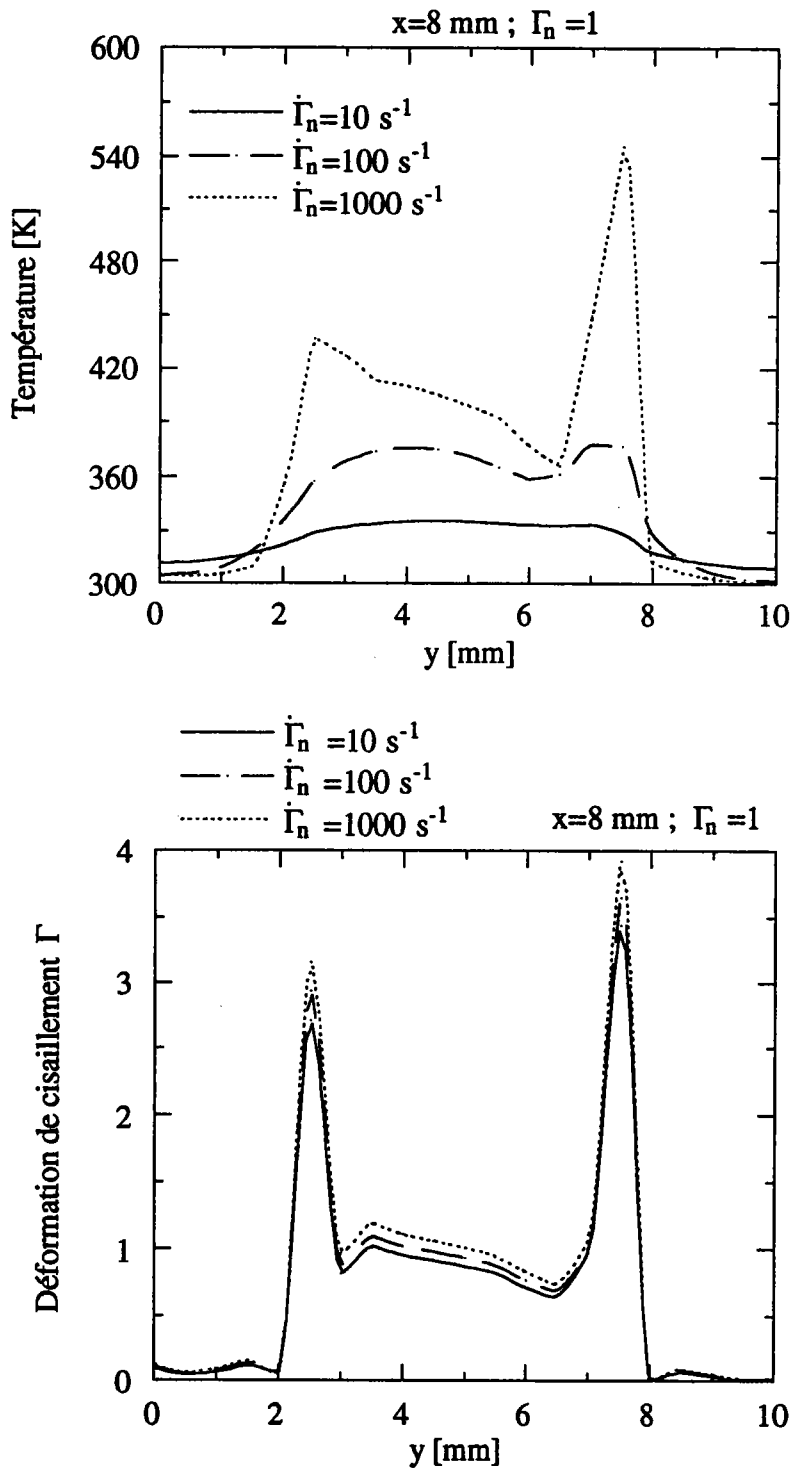 x=8 mm ; Γn =1
600
540
480
420
360
300
Température [K]
Γ̇n=10 s-1
Γ̇n=100 s-1
Γ̇n=1000 s-1
0 2 4 6 8 10
y [mm]
Γ̇n =10 s-1
Γ̇n =100 s-1
Γ̇n =1000 s-1
x=8 mm ; Γn =1
4
3
2
1
0
Déformation de cisaillement Γ
0 2 4 6 8 10
y [mm]